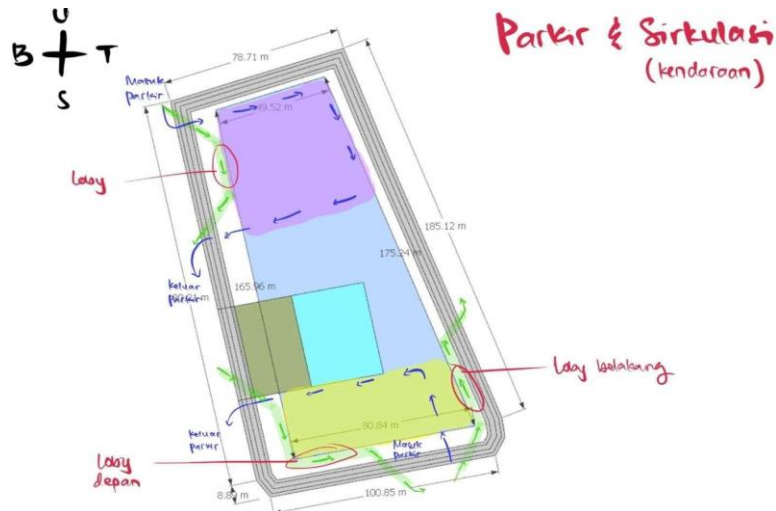 U
B T
S
Parkir & Sirkulasi
(kendaraan)
78.71 m
Masuk
parkir
49.52 m
Loby
185.12 m
175.24 m
keluar
parkir
165.96 m
Loby belakang
80.84 m
keluar
parkir
Masuk
parkir
Loby
depan
8.89 m
100.85 m